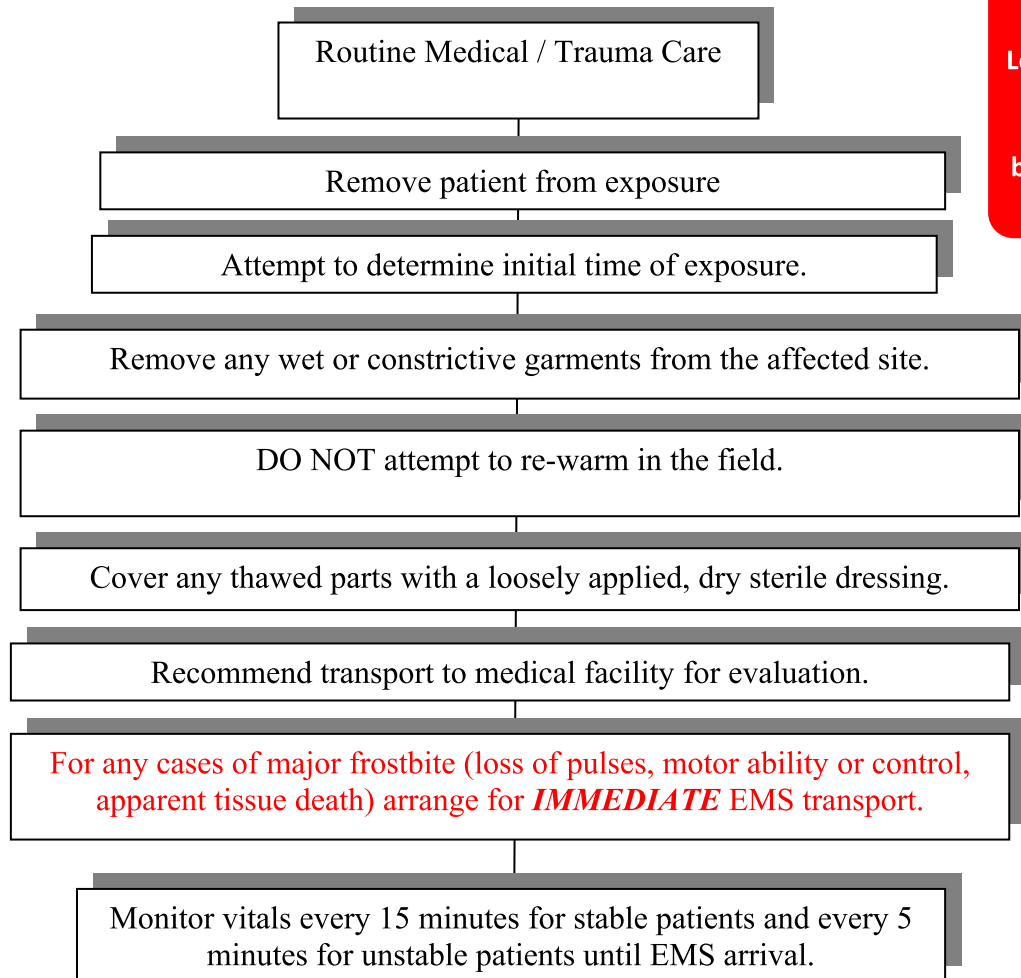 Routine Medical / Trauma Care
Remove patient from exposure
Attempt to determine initial time of exposure.
Remove any wet or constrictive garments from the affected site.
DO NOT attempt to re-warm in the field.
Cover any thawed parts with a loosely applied, dry sterile dressing.
Recommend transport to medical facility for evaluation.
For any cases of major frostbite (loss of pulses, motor ability or control,
apparent tissue death) arrange for IMMEDIATE EMS transport.
Monitor vitals every 15 minutes for stable patients and every 5
minutes for unstable patients until EMS arrival.